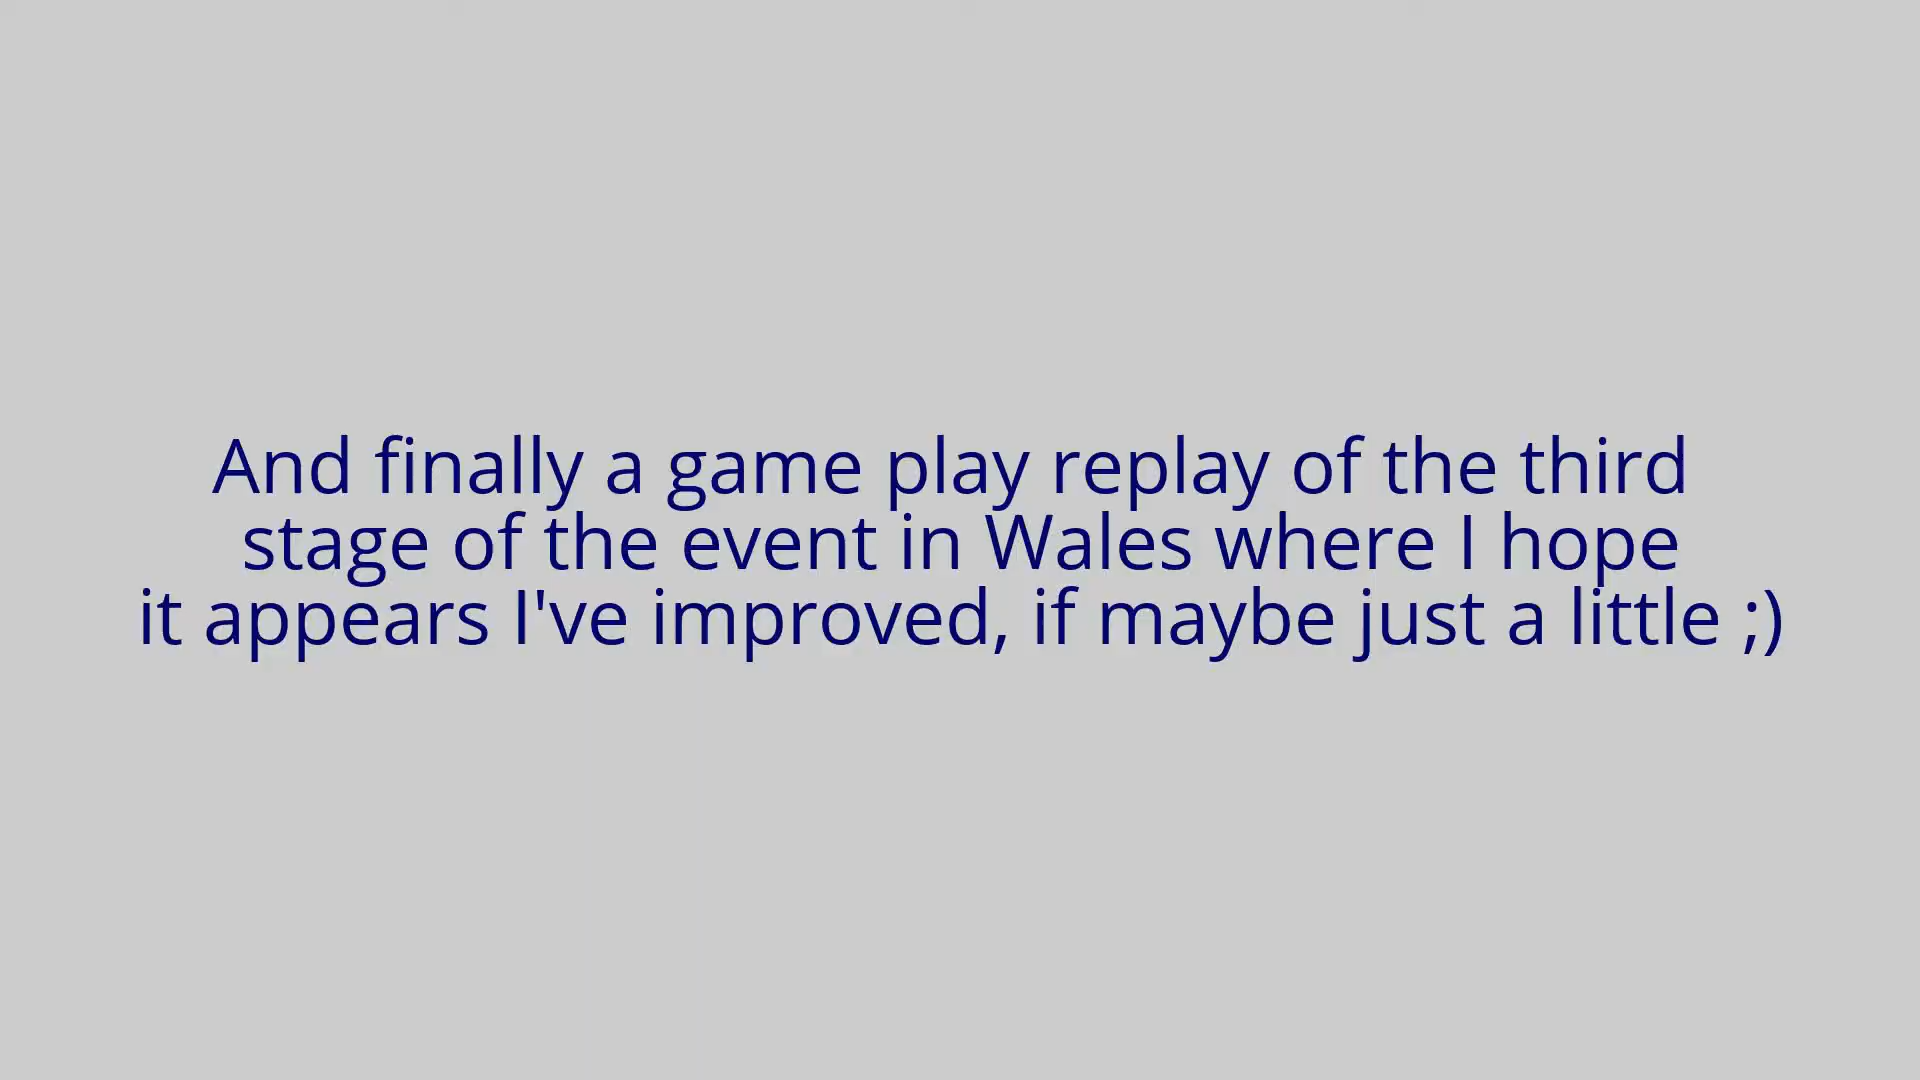 And finally a game play replay of the third
stage of the event in Wales where I hope
it appears I've improved, if maybe just a little ;)